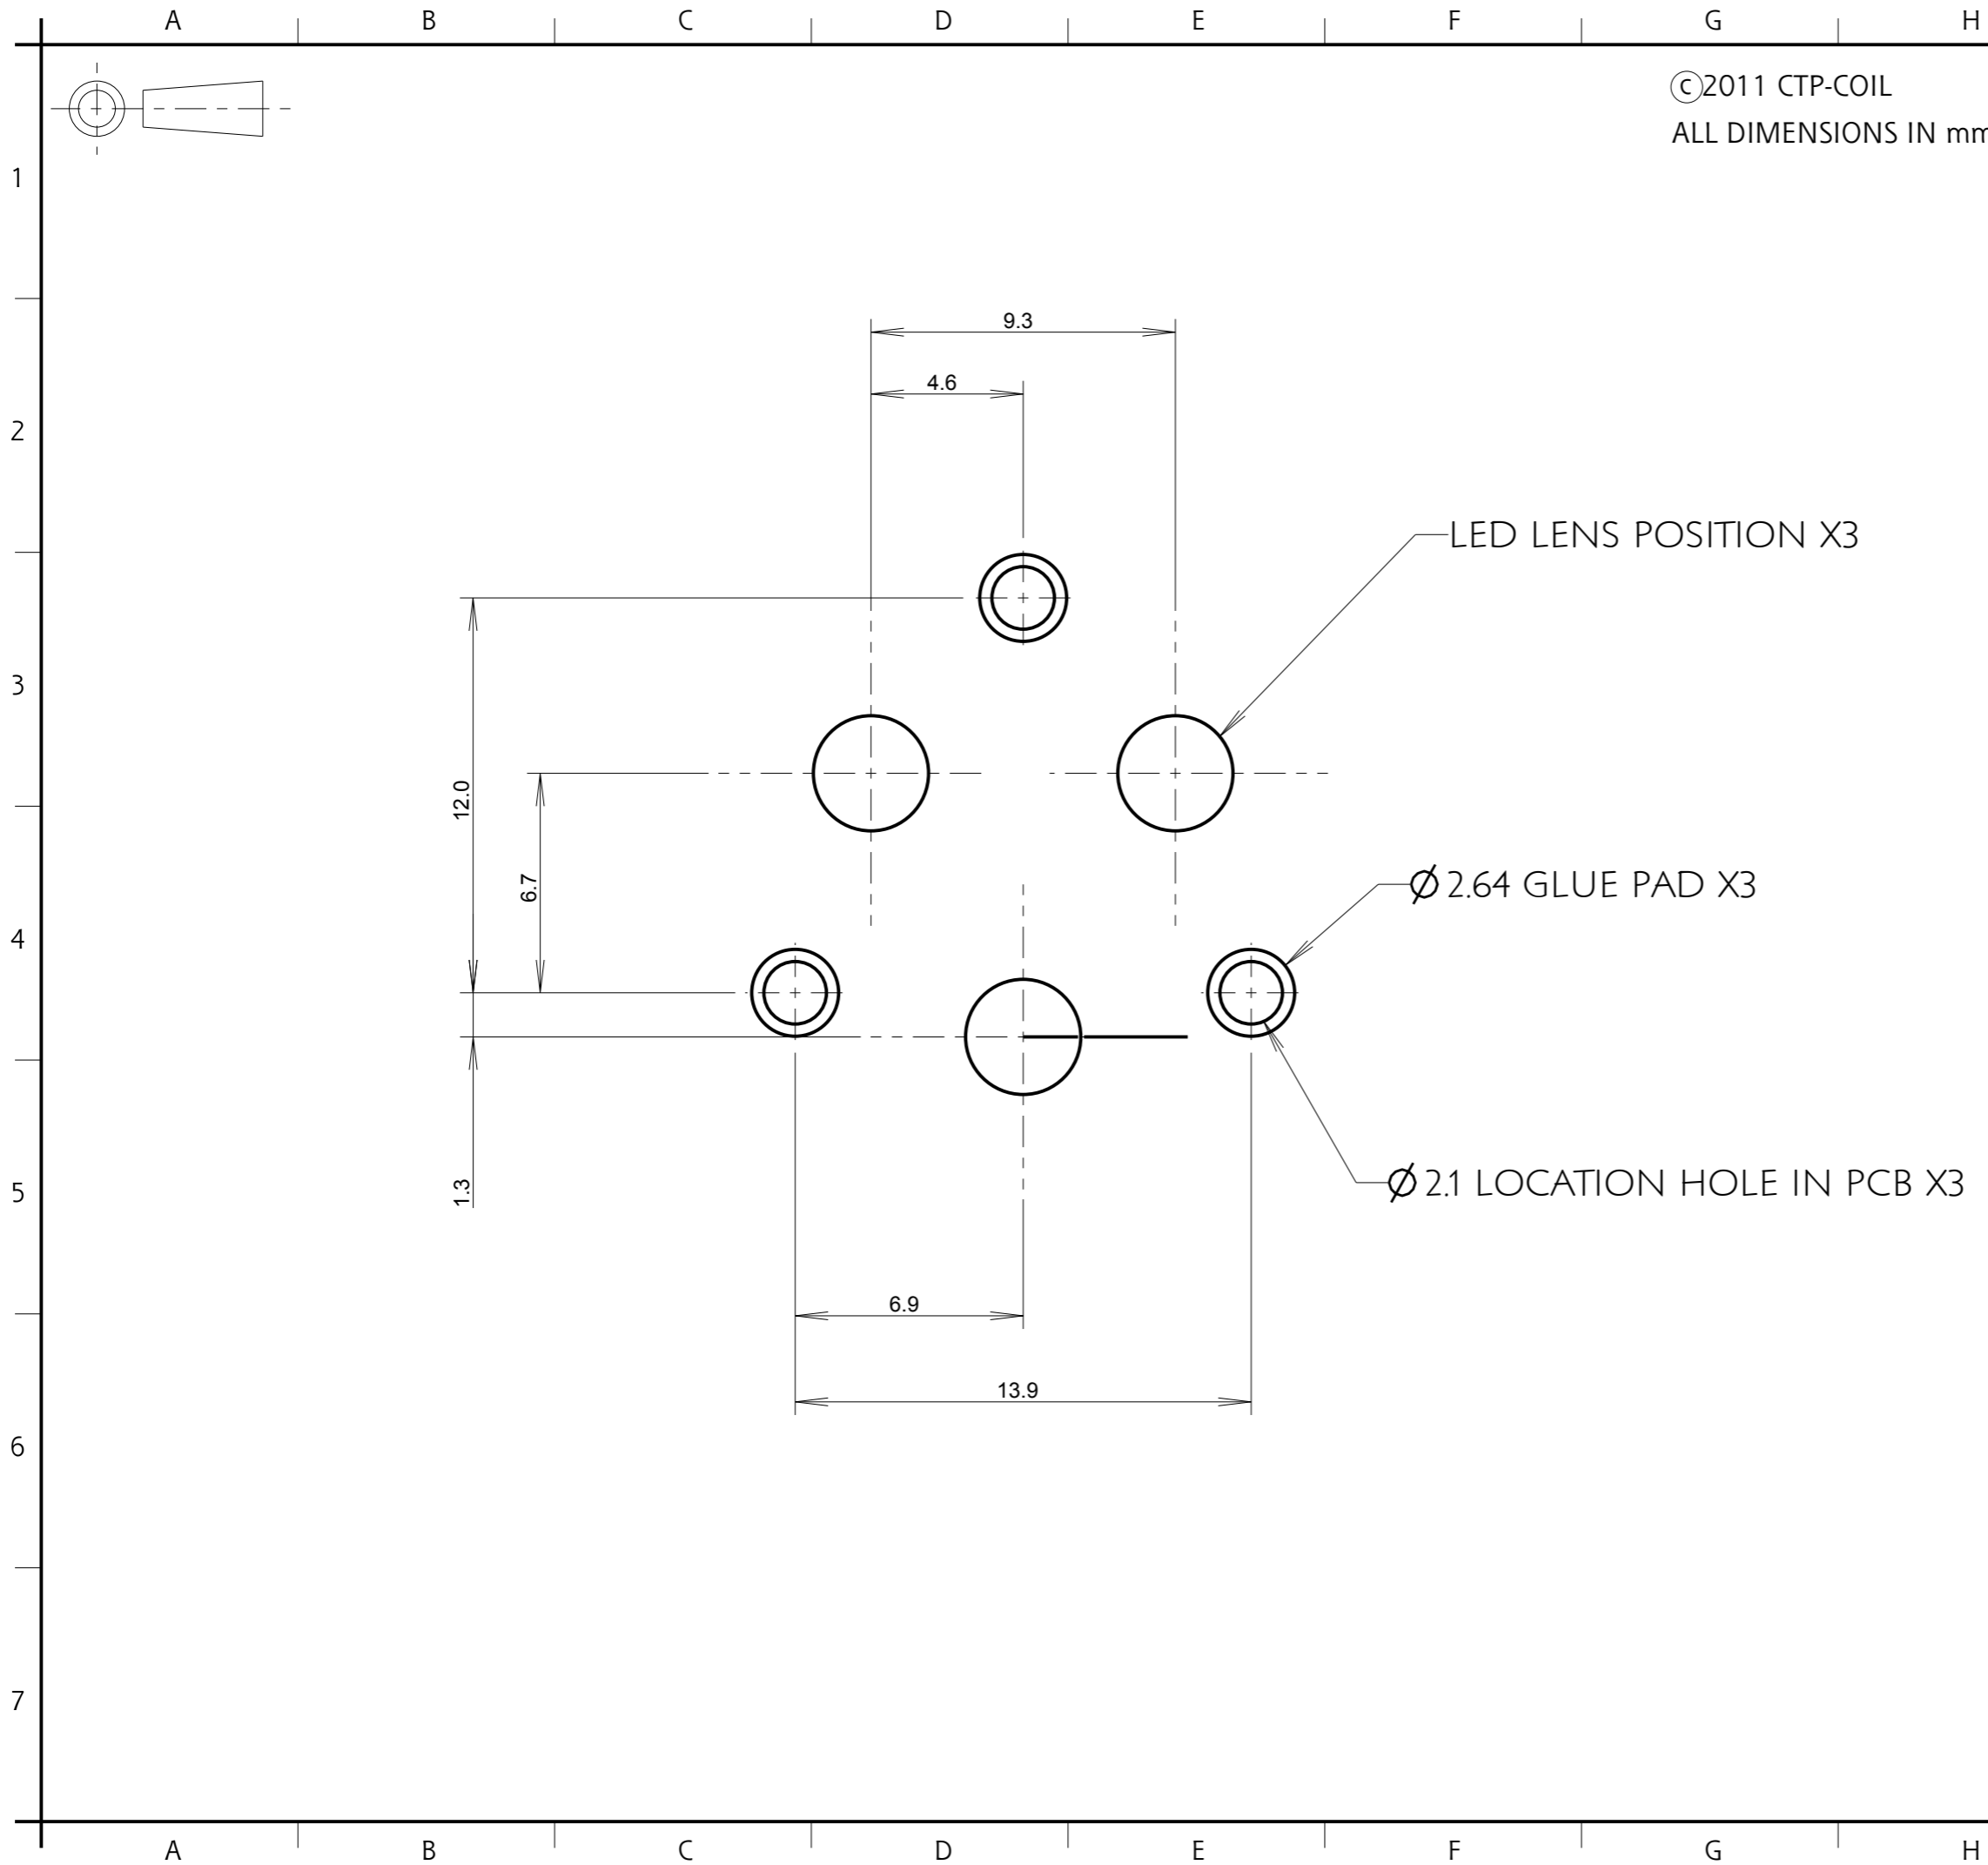 A B C D E F G H
ⓒ2011 CTP-COIL
ALL DIMENSIONS IN mm
1
9.3
4.6
2
LED LENS POSITION X3
3
12.0
6.7
Ø 2.64 GLUE PAD X3
4
1.3
Ø 2.1 LOCATION HOLE IN PCB X3
5
6.9
13.9
6
7
A B C D E F G H